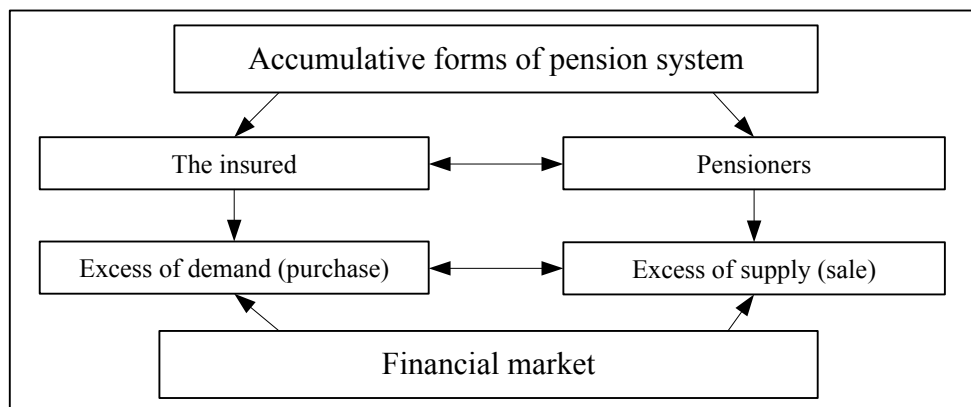 Accumulative forms of pension system
The insured
Pensioners
Excess of demand (purchase)
Excess of supply (sale)
Financial market